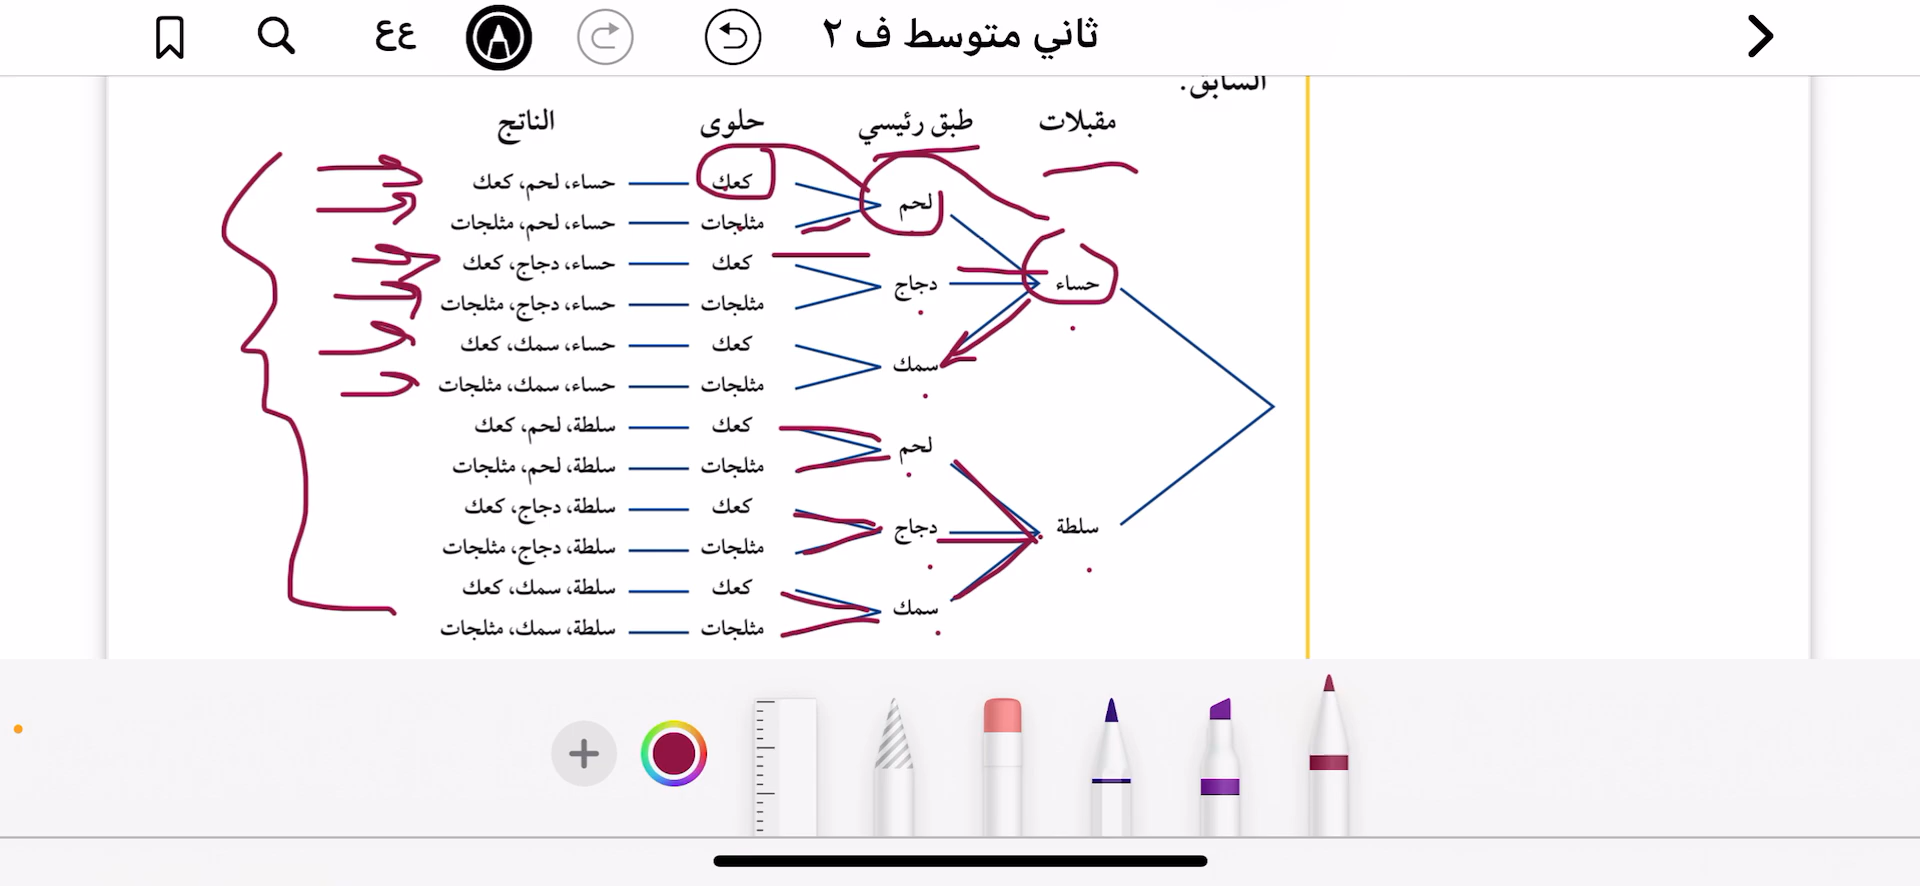 ثاني متوسط ف ٢
عع
السابق.
مقبلات طبق رئيسي حلوى الناتج
كعك حساء، لحم، كعك
لحم
مثلجات حساء، لحم، مثلجات
كعك حساء، دجاج، كعك
حساء دجاج
مثلجات حساء، دجاج، مثلجات
كعك حساء، سمك، كعك
سمك
مثلجات حساء، سمك، مثلجات
كعك سلطة، لحم، كعك
لحم
مثلجات سلطة، لحم، مثلجات
كعك سلطة، دجاج، كعك
سلطة دجاج
مثلجات سلطة، دجاج، مثلجات
كعك سلطة، سمك، كعك
سمك
مثلجات سلطة، سمك، مثلجات